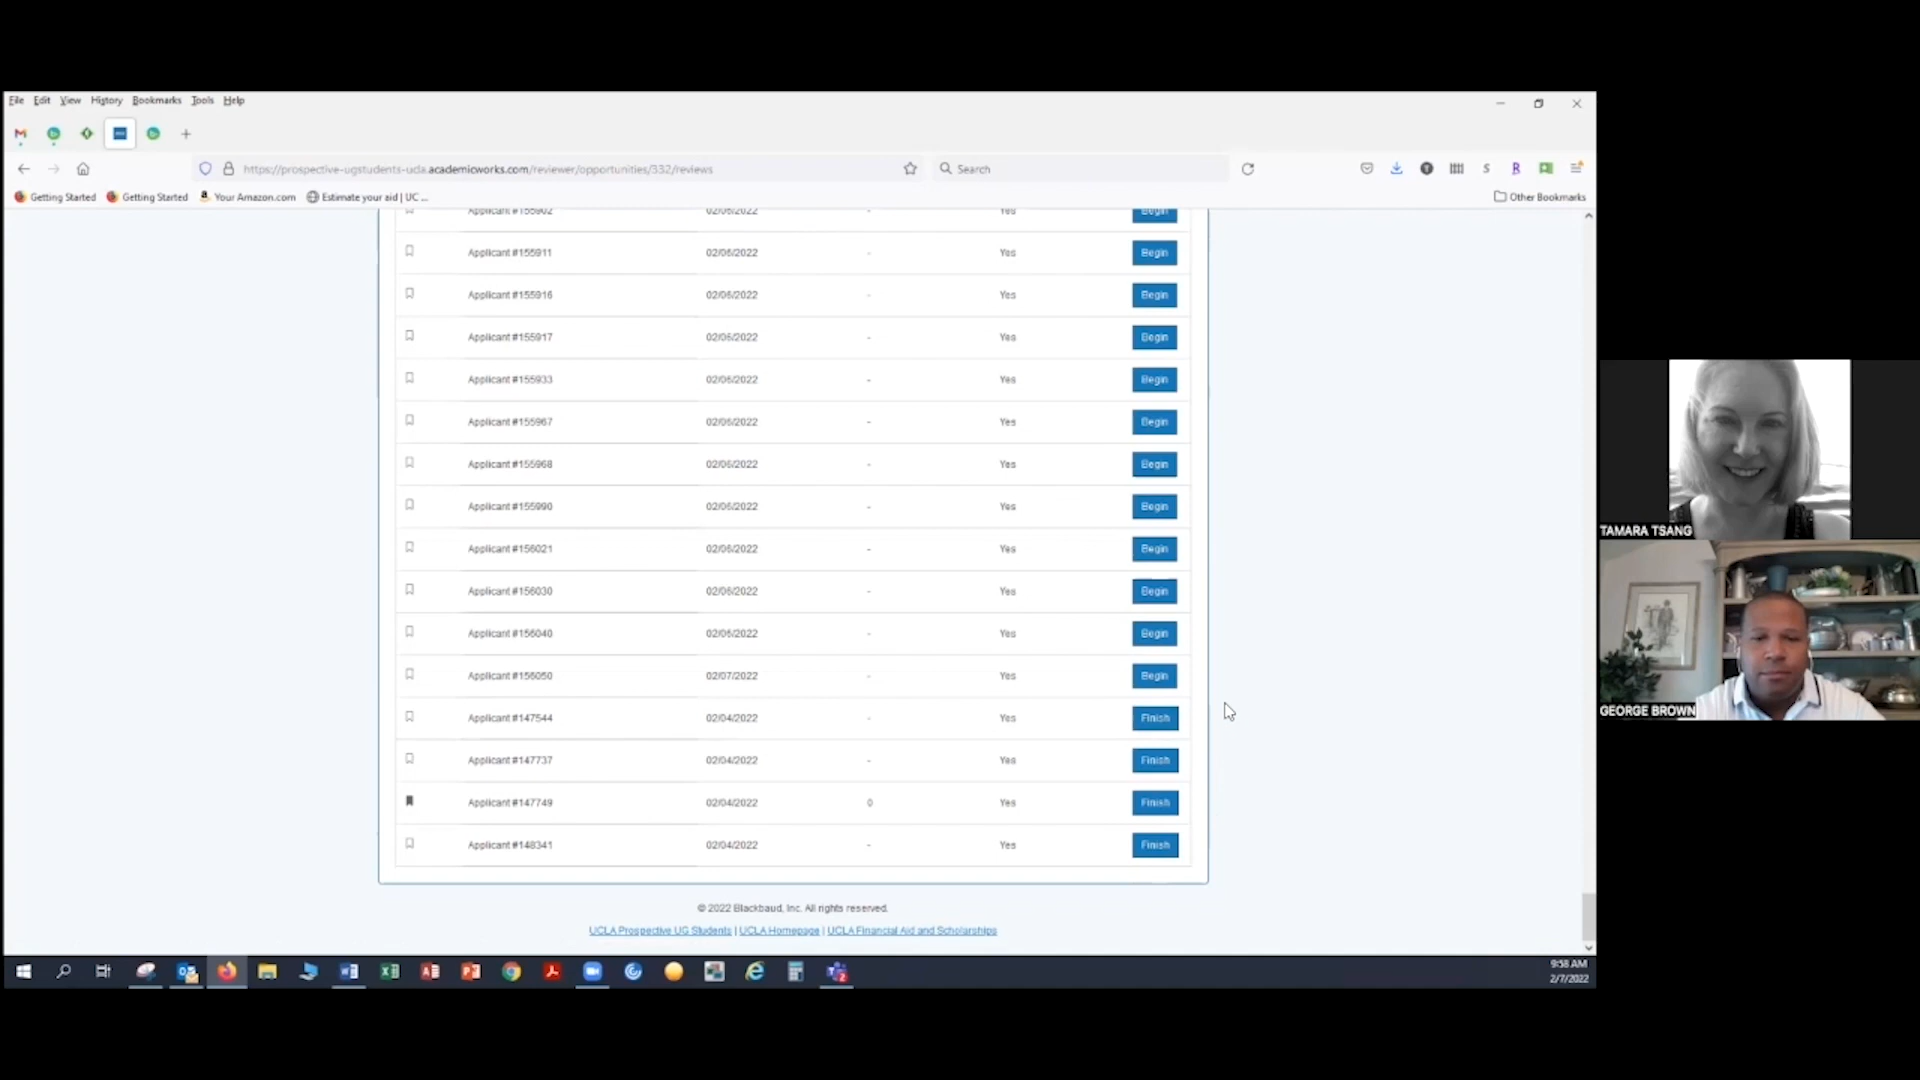 File Edit View History Bookmarks Tools Help
https://prospective-ugstudents-ucla.academicworks.com/reviewer/opportunities/332/reviews Search
Getting Started Getting Started Your Amazon.com Estimate your aid | UC ... Other Bookmarks
Applicant #155902 02/06/2022 - Yes Begin
Applicant #155911 02/06/2022 - Yes Begin
Applicant #155916 02/06/2022 - Yes Begin
Applicant #155917 02/06/2022 - Yes Begin
Applicant #155933 02/06/2022 - Yes Begin
Applicant #155967 02/06/2022 - Yes Begin
Applicant #155968 02/06/2022 - Yes Begin
Applicant #155990 02/06/2022 - Yes Begin
Applicant #156021 02/06/2022 - Yes Begin
Applicant #156030 02/06/2022 - Yes Begin
Applicant #156040 02/06/2022 - Yes Begin
Applicant #156050 02/07/2022 - Yes Begin
Applicant #147544 02/04/2022 - Yes Finish
Applicant #147737 02/04/2022 - Yes Finish
Applicant #147749 02/04/2022 0 Yes Finish
Applicant #148341 02/04/2022 - Yes Finish
© 2022 Blackbaud, Inc. All rights reserved.
UCLA Prospective UG Students | UCLA Homepage | UCLA Financial Aid and Scholarships
9:58 AM
2/7/2022
TAMARA TSANG
GEORGE BROWN